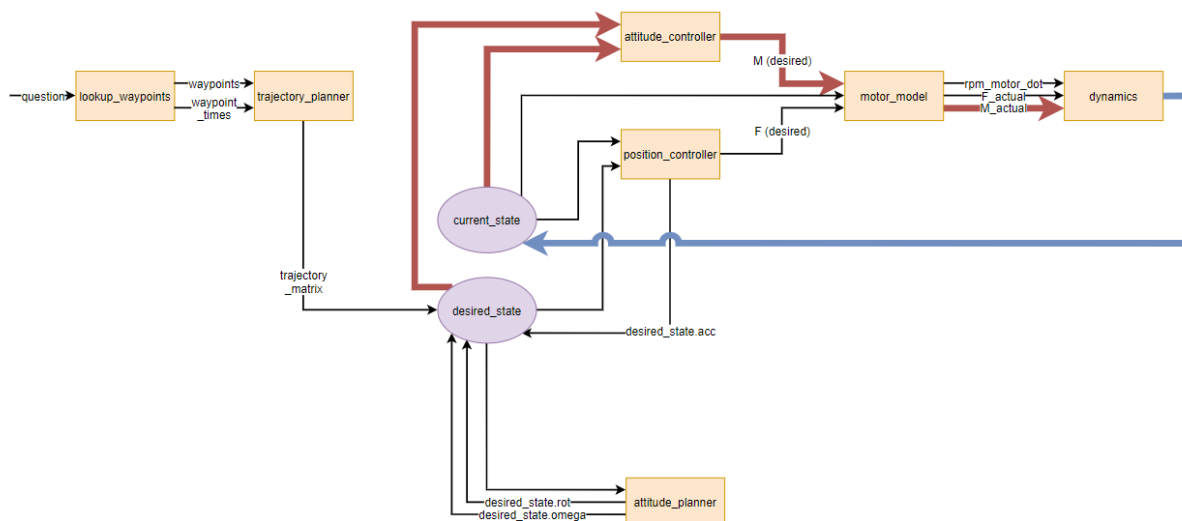 attitude_controller
M (desired)
question
lookup_waypoints
waypoints
waypoint
_times
trajectory_planner
motor_model
rpm_motor_dot
F_actual
M_actual
dynamics
F (desired)
position_controller
current_state
trajectory
_matrix
desired_state
desired_state.acc
desired_state.rot
desired_state.omega
attitude_planner